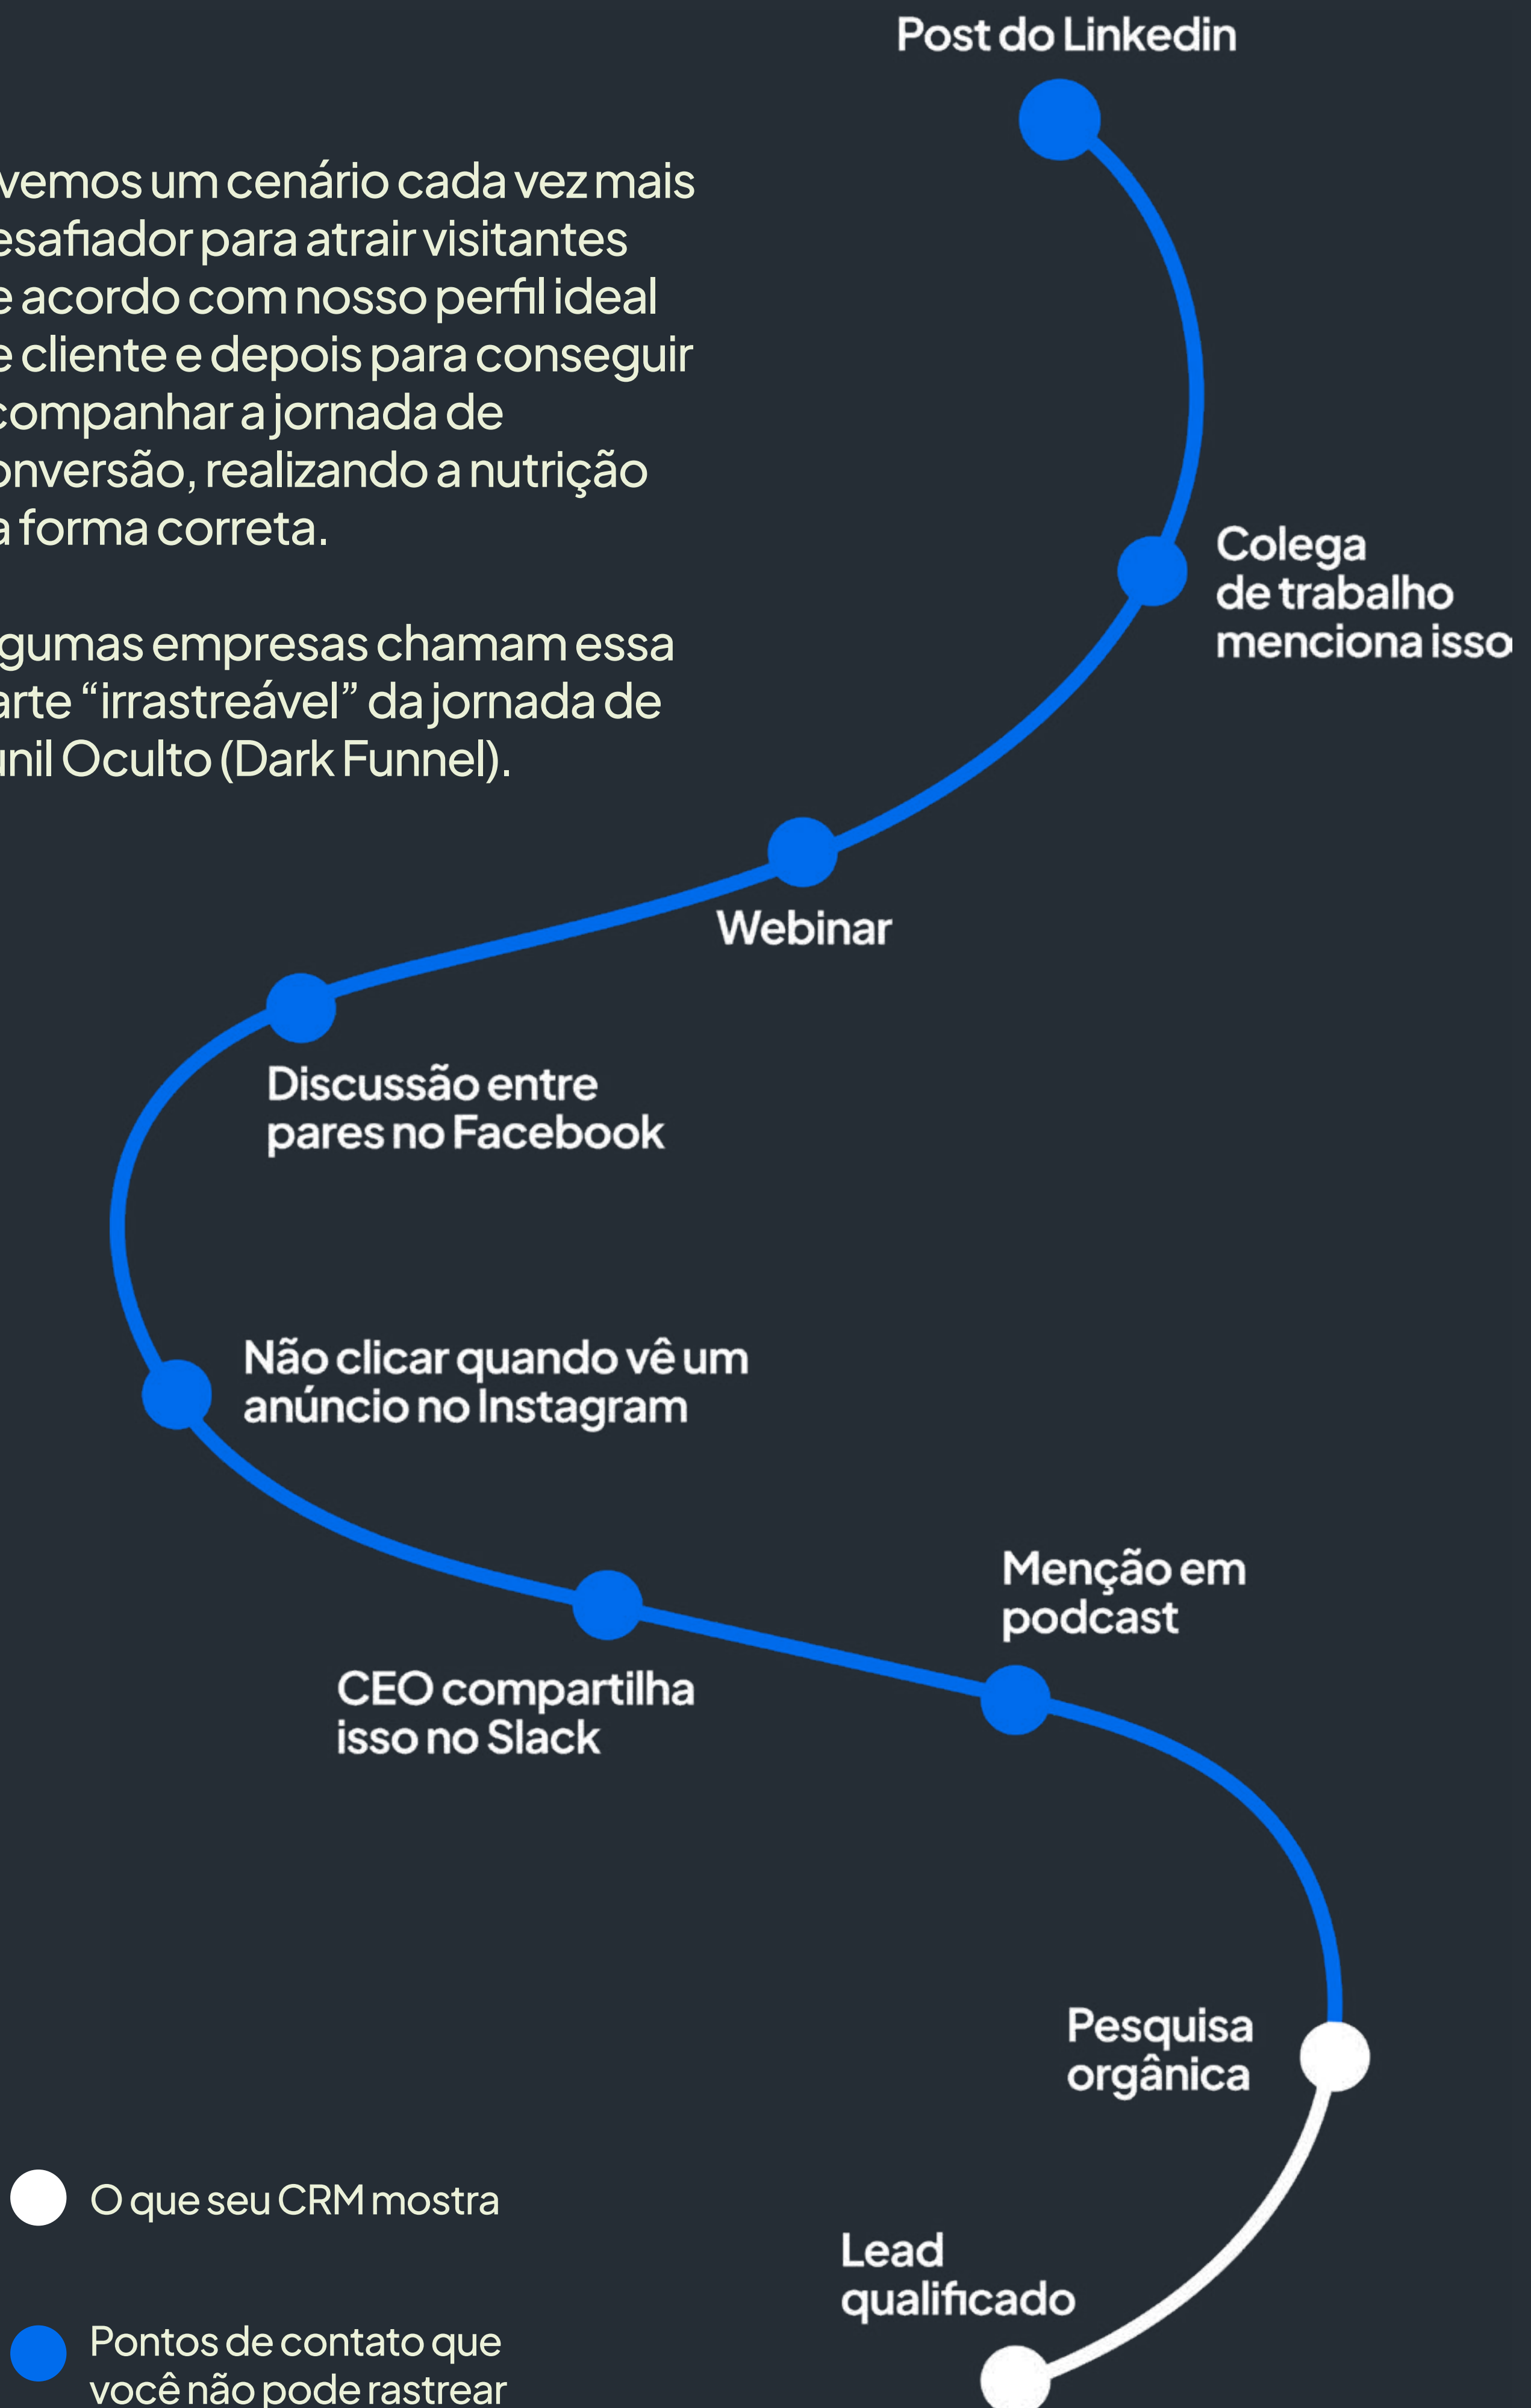 Post do Linkedin
vemos um cenário cada vez mais
esafiador para atrair visitantes
e acordo com nosso perfil ideal
e cliente e depois para conseguir
companhar a jornada de
onversão, realizando a nutrição
a forma correta.
Colega
de trabalho
menciona isso
gumas empresas chamam essa
arte “irrastreável” da jornada de
unil Oculto (Dark Funnel).
Webinar
Discussão entre
pares no Facebook
Não clicar quando vê um
anúncio no Instagram
CEO compartilha
isso no Slack
Menção em
podcast
Pesquisa
orgânica
O que seu CRM mostra
Lead
qualificado
Pontos de contato que
você não pode rastrear